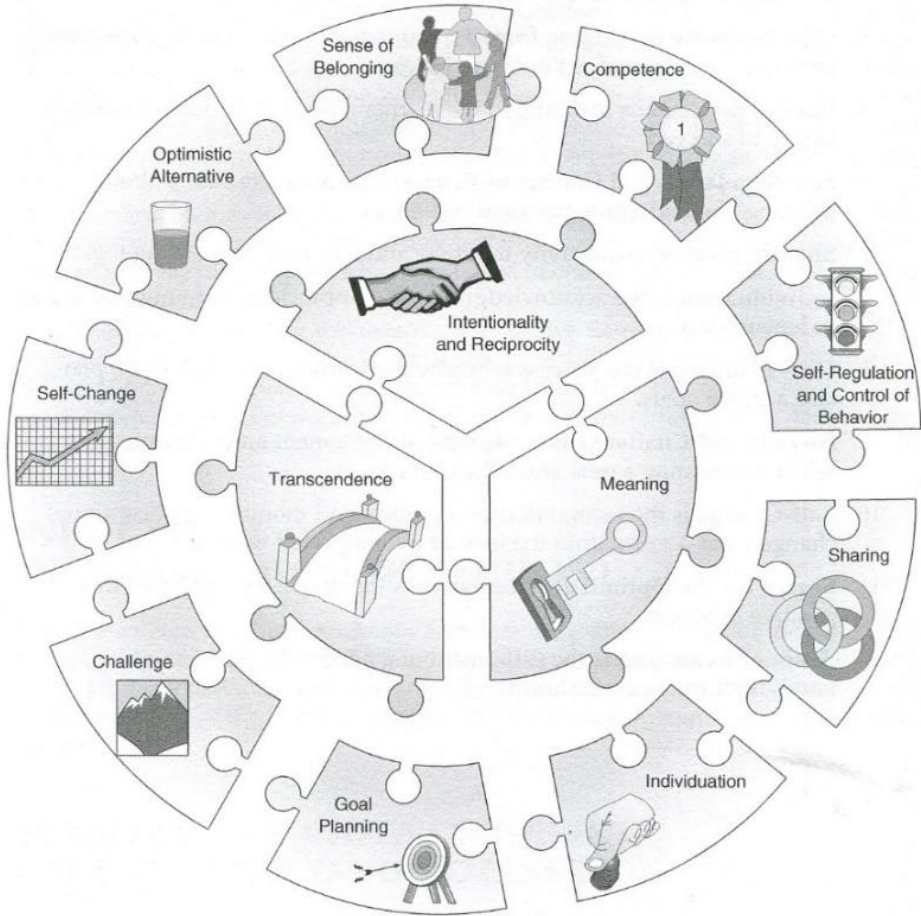 Sense of
Belonging
Competence
1
Optimistic
Alternative
Intentionality
and Reciprocity
Self-Regulation
and Control of
Behavior
Self-Change
Transcendence
Meaning
Sharing
Challenge
Individuation
Goal
Planning